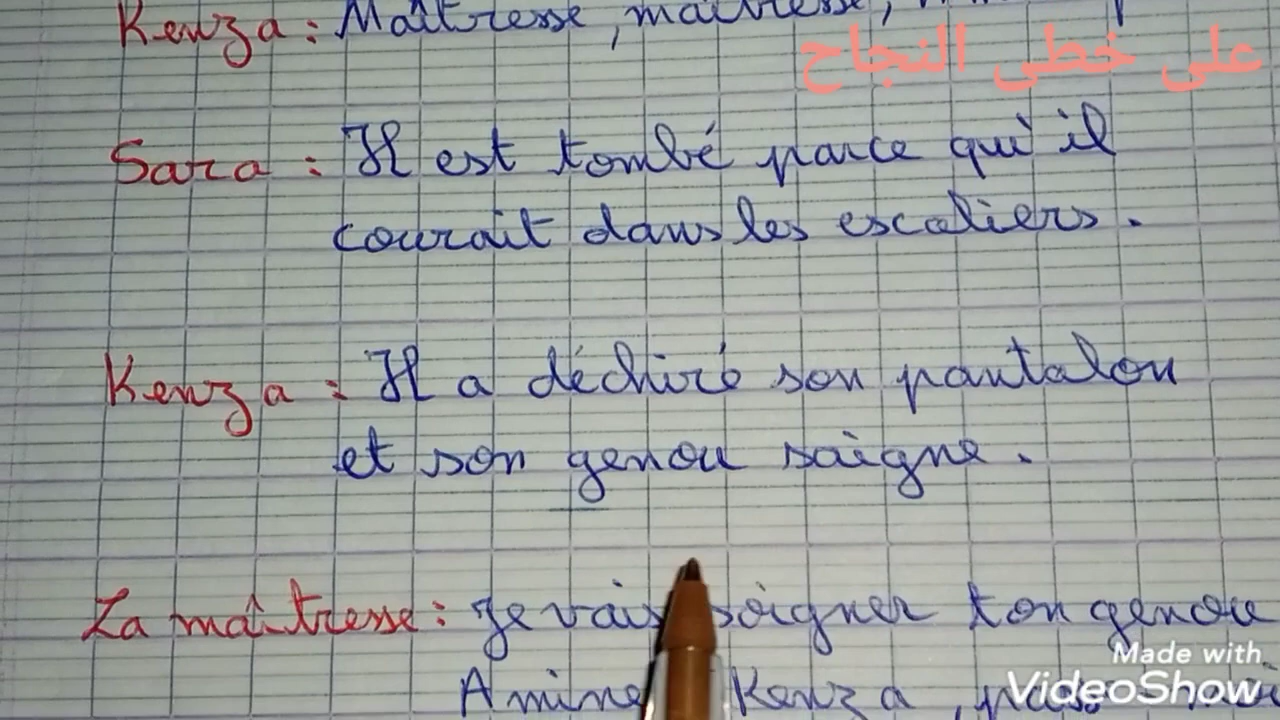 Kenza : Maîtresse, maîtresse,
على خطى النجاح
Sara : Il est tombé parce qu'il
courait dans les escaliers.
Kenza : Il a déchiré son pantalon
et son genou saigne.
La maîtresse : Je vais soigner ton genou
Amine Kenza,
Made with
VideoShow